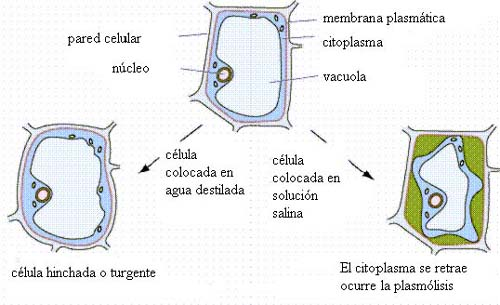 pared celular
núcleo
membrana plasmática
citoplasma
vacuola
célula
colocada en
agua destilada
célula
colocada en
solución
salina
célula hinchada o turgente
El citoplasma se retrae
ocurre la plasmólisis